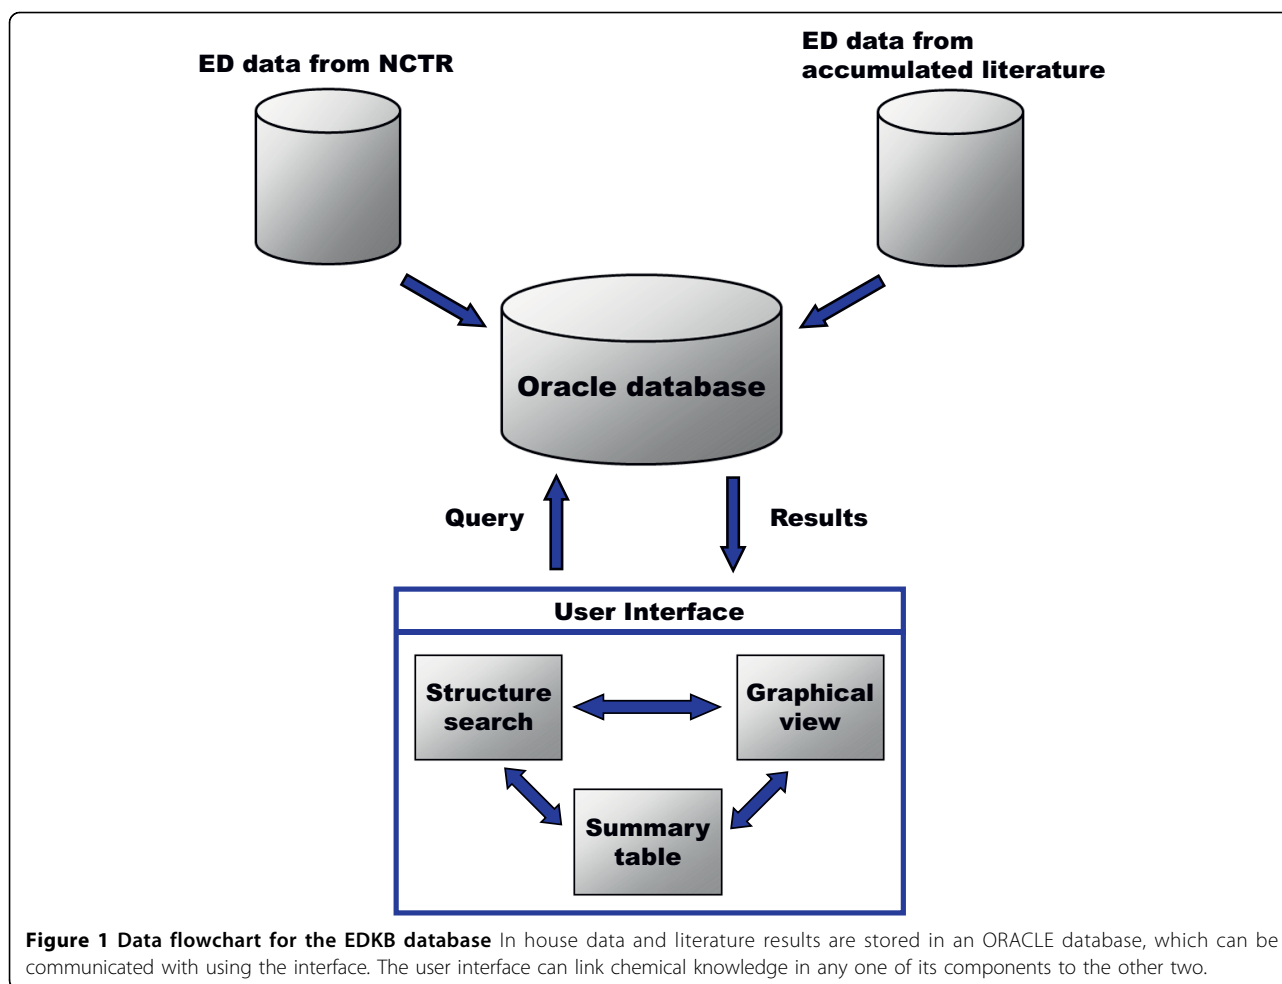 ED data from NCTR
ED data from
accumulated literature
Oracle database
Query
Results
User Interface
Structure
search
Graphical
view
Summary
table
Figure 1 Data flowchart for the EDKB database In house data and literature results are stored in an ORACLE database, which can be
communicated with using the interface. The user interface can link chemical knowledge in any one of its components to the other two.